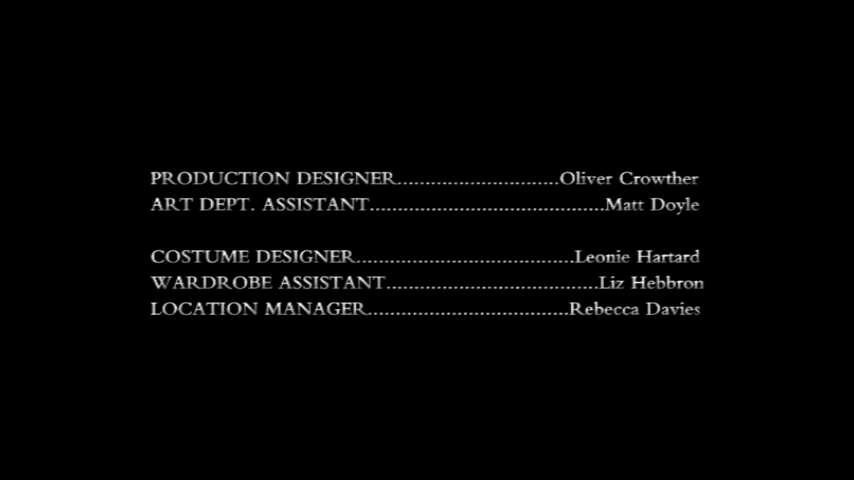 PRODUCTION DESIGNER..............................Oliver Crowther
ART DEPT. ASSISTANT...........................................Matt Doyle
COSTUME DESIGNER........................................Leonie Hartard
WARDROBE ASSISTANT.......................................Liz Hebbron
LOCATION MANAGER.....................................Rebecca Davies